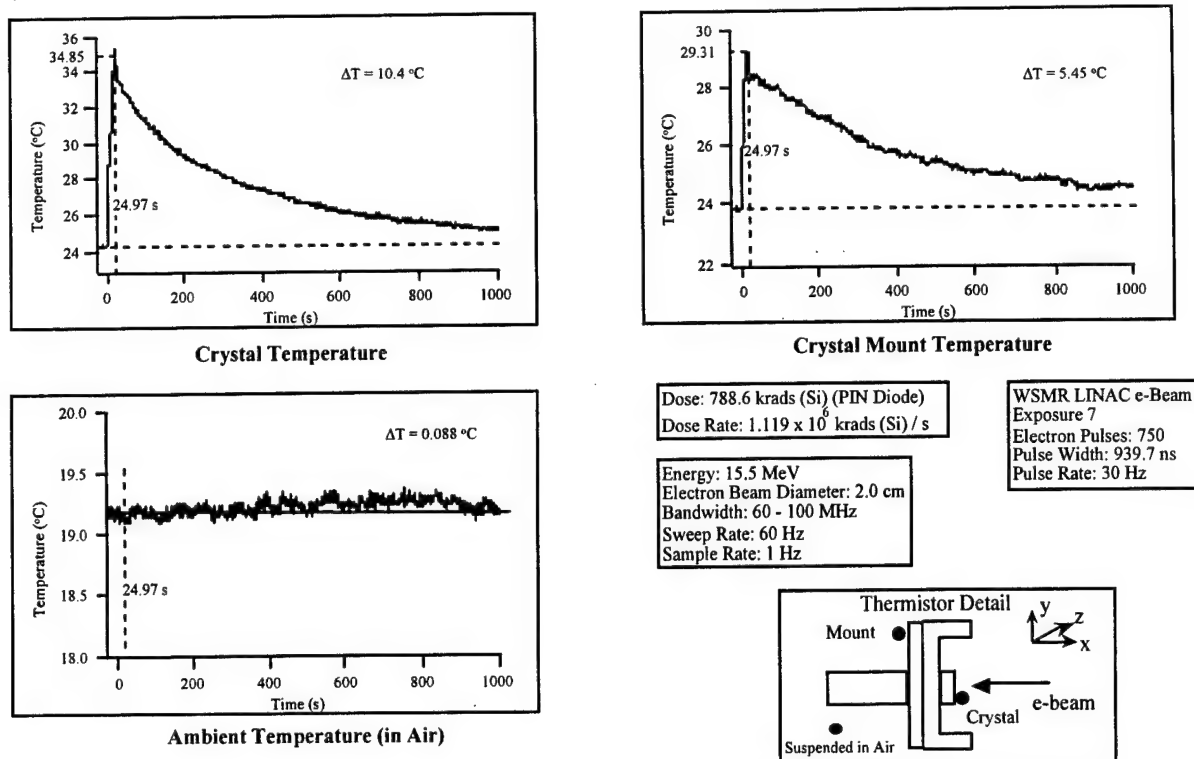 36
34.85
34
32
30
28
26
24
Temperature (°C)
ΔT = 10.4 °C
24.97 s
0
200
400
600
800
1000
Time (s)
Crystal Temperature
30
29.31
28
26
24
22
Temperature (°C)
ΔT = 5.45 °C
24.97 s
0
200
400
600
800
1000
Time (s)
Crystal Mount Temperature
20.0
19.5
19.0
18.5
18.0
Temperature (°C)
ΔT = 0.088 °C
24.97 s
0
200
400
600
800
1000
Time (s)
Ambient Temperature (in Air)
Dose: 788.6 krads (Si) (PIN Diode)
Dose Rate: 1.119 x 10⁶ krads (Si) / s
WSMR LINAC e-Beam
Exposure 7
Electron Pulses: 750
Pulse Width: 939.7 ns
Pulse Rate: 30 Hz
Energy: 15.5 MeV
Electron Beam Diameter: 2.0 cm
Bandwidth: 60 - 100 MHz
Sweep Rate: 60 Hz
Sample Rate: 1 Hz
Thermistor Detail
Mount
y
z
x
e-beam
Crystal
Suspended in Air